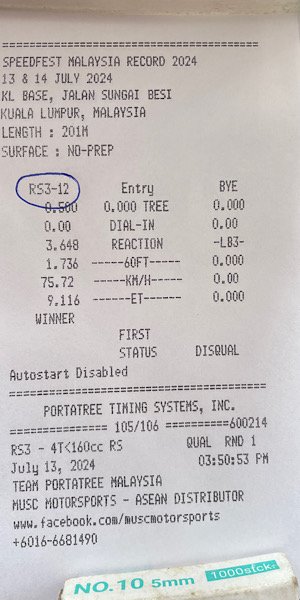 ==========================================
SPEEDFEST MALAYSIA RECORD 2024
13 & 14 JULY 2024
KL BASE, JALAN SUNGAI BESI
KUALA LUMPUR, MALAYSIA
LENGTH : 201M
SURFACE : NO-PREP
RS3-12 Entry BYE
0.500 0.000 TREE 0.000
0.00 DIAL-IN 0.00
3.648 REACTION -LB3-
1.736 ------60FT----- 0.000
75.72 ------KM/H----- 0.00
9.116 -------ET------ 0.000
WINNER
FIRST
STATUS DISQUAL
Autostart Disabled
==========================================
PORTATREE TIMING SYSTEMS, INC.
================= 105/106 ==========600214
RS3 - 4T<160cc RS QUAL RND 1
July 13, 2024 03:50:53 PM
TEAM PORTATREE MALAYSIA
MUSC MOTORSPORTS - ASEAN DISTRIBUTOR
www.facebook.com/muscmotorsports
+6016-6681490
NO.10 5mm 1000stick